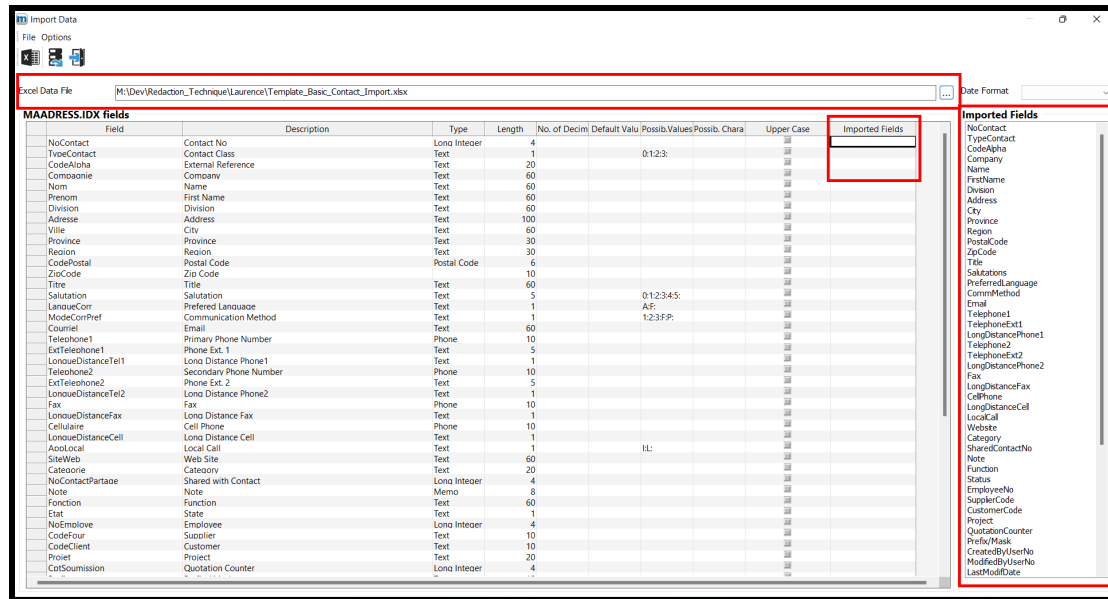 Import Data
File Options
Excel Data File M:\Dev\Redaction_Technique\Laurence\Template_Basic_Contact_Import.xlsx ... Date Format
MAADRESS.IDX fields
Field Description Type Length No. of Decim Default Valu Possib.Values Possib. Chara Upper Case Imported Fields
NoContact Contact No Long Integer 4
TypeContact Contact Class Text 1 0:1:2:3:
CodeAlpha External Reference Text 20
Compagnie Company Text 60
Nom Name Text 60
Prenom First Name Text 60
Division Division Text 60
Adresse Address Text 100
Ville City Text 60
Province Province Text 30
Region Region Text 30
CodePostal Postal Code Postal Code 6
ZipCode Zip Code 10
Titre Title Text 60
Salutation Salutation Text 5 0:1:2:3:4:5:
LangueCorr Prefered Language Text 1 A:F:
ModeCorrPref Communication Method Text 1 1:2:3:F:P:
Courriel Email Text 60
Telephone1 Primary Phone Number Phone 10
ExtTelephone1 Phone Ext. 1 Text 5
LongueDistanceTel1 Long Distance Phone1 Text 1
Telephone2 Secondary Phone Number Phone 10
ExtTelephone2 Phone Ext. 2 Text 5
LongueDistanceTel2 Long Distance Phone2 Text 1
Fax Fax Phone 10
LongueDistanceFax Long Distance Fax Text 1
Cellulaire Cell Phone Phone 10
LongueDistanceCell Long Distance Cell Text 1
AppLocal Local Call Text 1 I:L:
SiteWeb Web Site Text 60
Categorie Category Text 20
NoContactPartage Shared with Contact Long Integer 4
Note Note Memo 8
Fonction Function Text 60
Etat State Text 1
NoEmploye Employee Long Integer 4
CodeFour Supplier Text 10
CodeClient Customer Text 10
Projet Project Text 20
CptSoumission Quotation Counter Long Integer 4
Imported Fields
NoContact
TypeContact
CodeAlpha
Company
Name
FirstName
Division
Address
City
Province
Region
PostalCode
ZipCode
Title
Salutations
PreferredLanguage
CommMethod
Email
Telephone1
TelephoneExt1
LongDistancePhone1
Telephone2
TelephoneExt2
LongDistancePhone2
Fax
LongDistanceFax
CellPhone
LongDistanceCell
LocalCall
Website
Category
SharedContactNo
Note
Function
Status
EmployeeNo
SupplierCode
CustomerCode
Project
QuotationCounter
Prefix/Mask
CreatedByUserNo
ModifiedByUserNo
LastModifDate